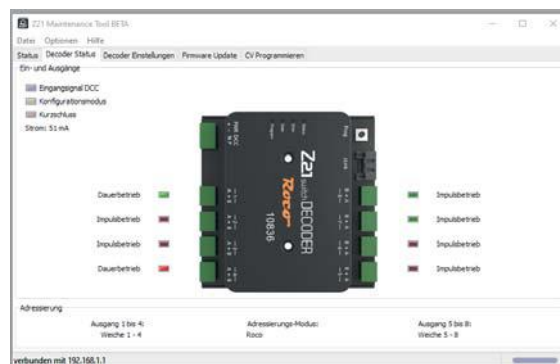 Z21 Maintenance Tool BETA
Datei Optionen Hilfe
Status Decoder Status Decoder Einstellungen Firmware Update CV Programmieren
Ein- und Ausgänge
Eingangsignal DCC
Konfigurationsmodus
Kurzschluss
Strom: 51 mA
Z21 switch DECODER
Roco
10836
Dauerbetrieb Impulsbetrieb
Impulsbetrieb Impulsbetrieb
Impulsbetrieb Impulsbetrieb
Dauerbetrieb Impulsbetrieb
Adressierung
Ausgang 1 bis 4: Adressierungs-Modus: Ausgang 5 bis 8:
Weiche 1 - 4 Roco Weiche 5 - 8
verbunden mit 192.168.1.1